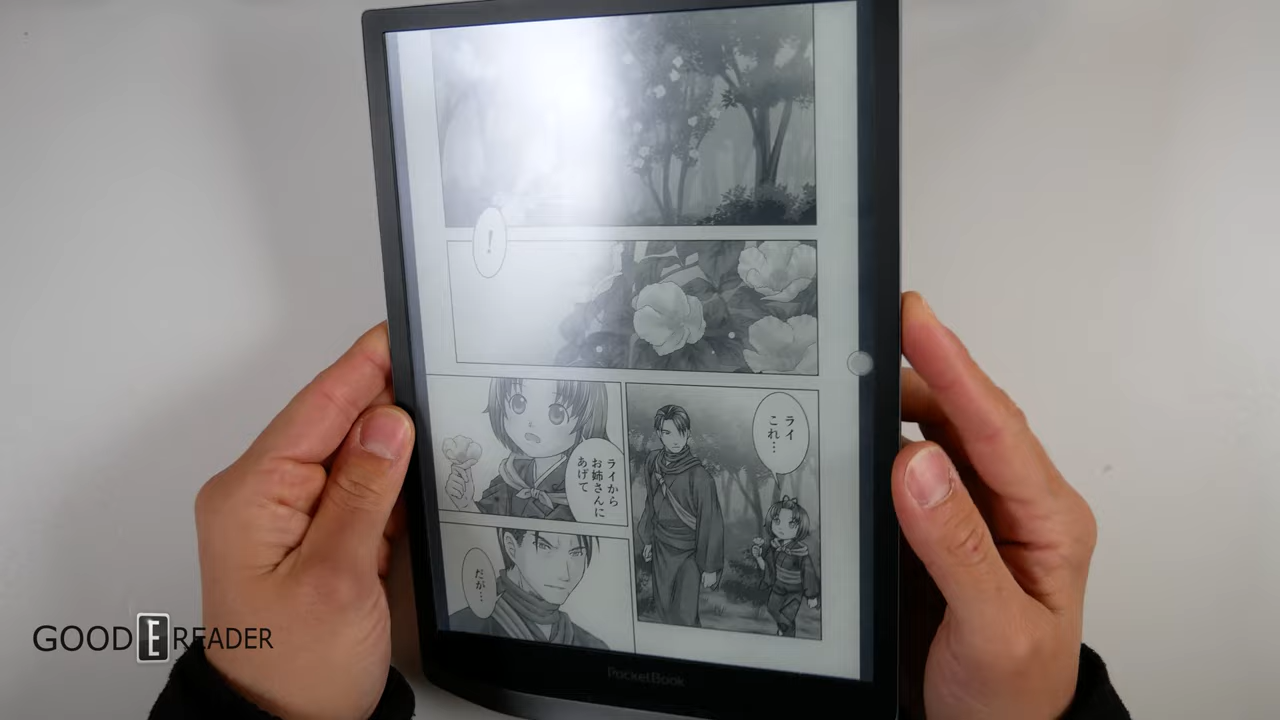 ！
ライ
これ…
ライから
お姉さんに
あげて
だが…
PocketBook
GOOD E READER